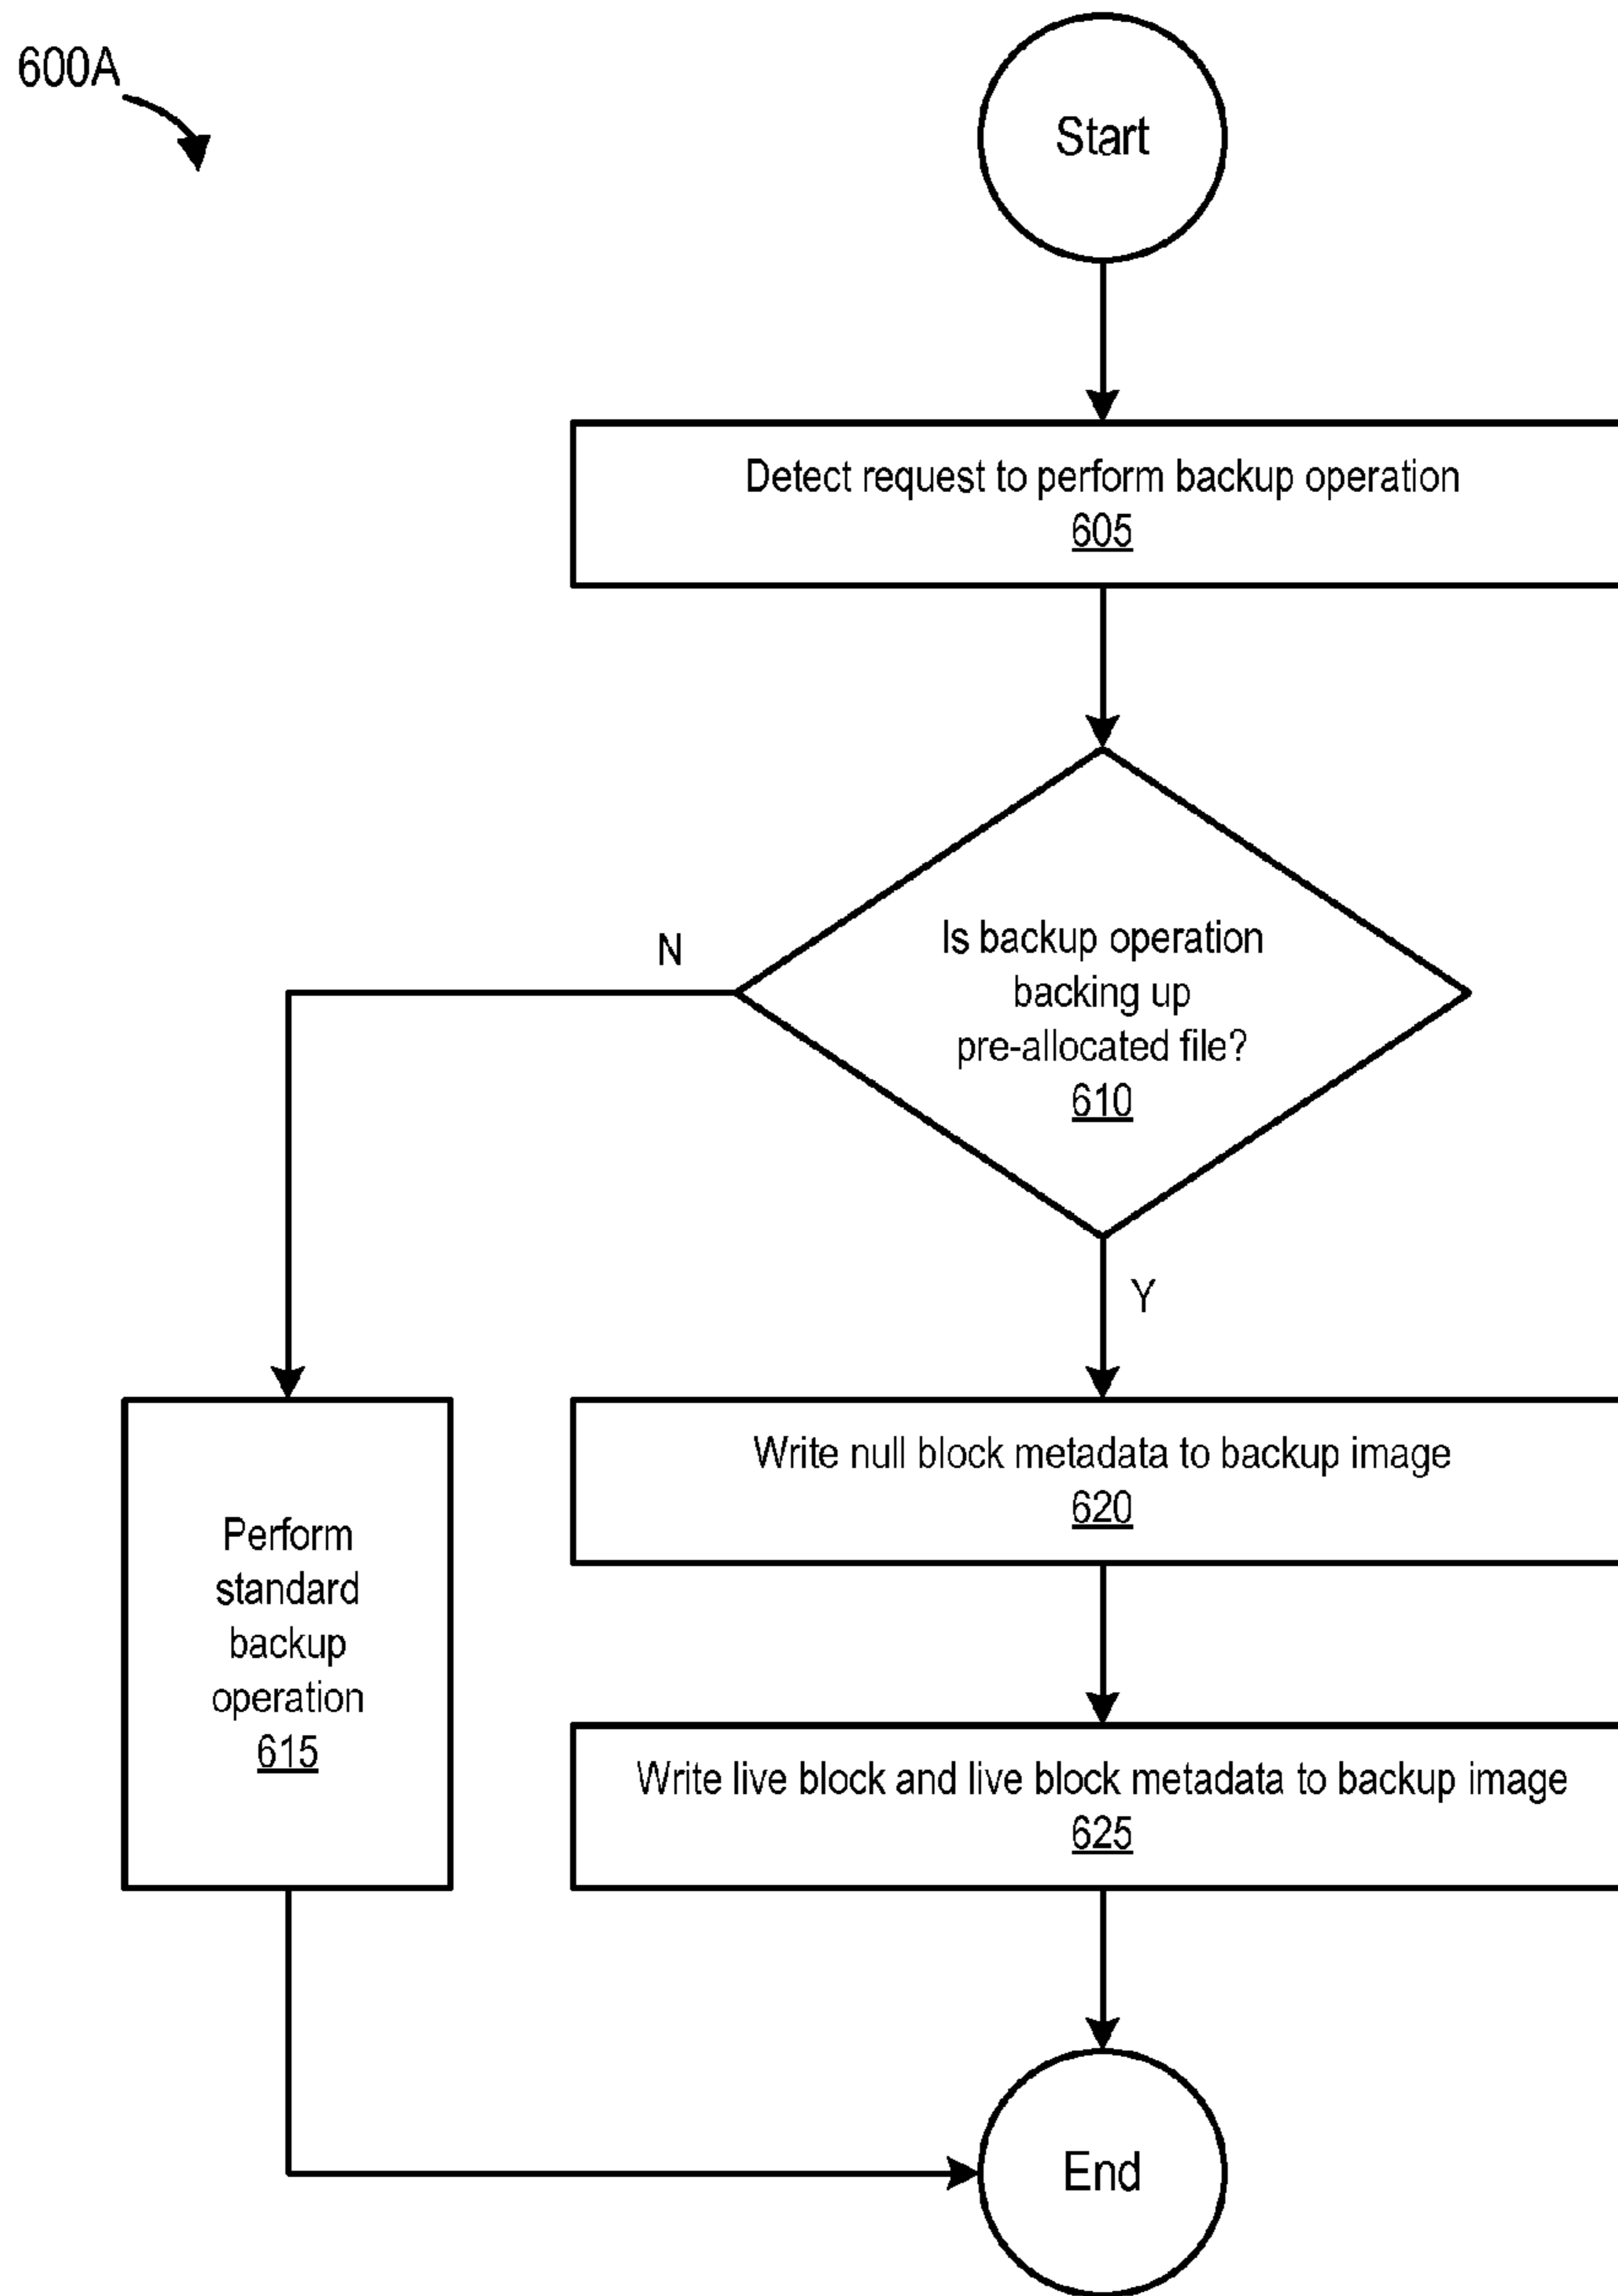 600A
Start
Detect request to perform backup operation
605
Is backup operation
backing up
pre-allocated file?
610
N
Y
Perform
standard
backup
operation
615
Write null block metadata to backup image
620
Write live block and live block metadata to backup image
625
End